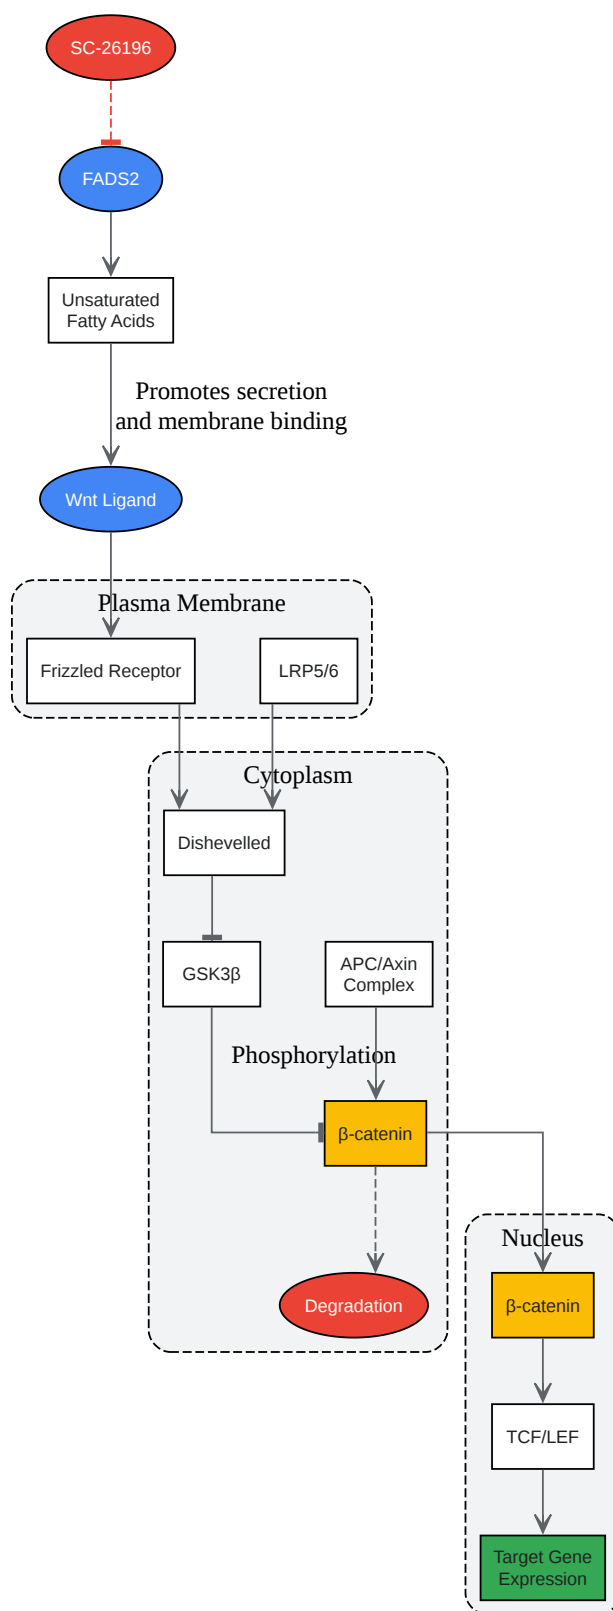 SC-26196
FADS2
Unsaturated
Fatty Acids
Promotes secretion
and membrane binding
Wnt Ligand
Plasma Membrane
Frizzled Receptor
LRP5/6
Cytoplasm
Dishevelled
GSK3β
APC/Axin
Complex
Phosphorylation
β-catenin
Nucleus
Degradation
β-catenin
TCF/LEF
Target Gene
Expression